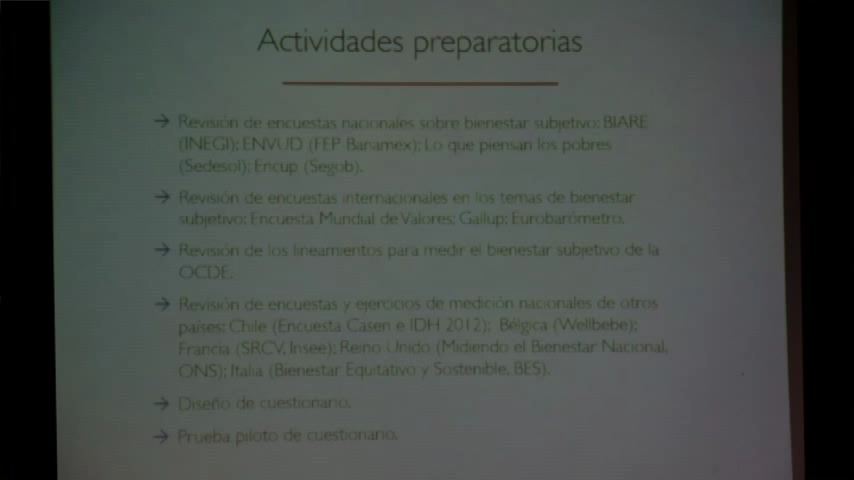 Actividades preparatorias
→ Revisión de encuestas nacionales sobre bienestar subjetivo: BIARE
(INEGI); ENVUD (FEP-Banamex); Lo que piensan los pobres
(Sedesol); Encup (Segob).
→ Revisión de encuestas internacionales en los temas de bienestar
subjetivo: Encuesta Mundial de Valores; Gallup; Eurobarómetro.
→ Revisión de los lineamientos para medir el bienestar subjetivo de la
OCDE.
→ Revisión de encuestas y ejercicios de medición nacionales de otros
países: Chile (Encuesta Casen e IDH 2012); Bélgica (Wellbebe);
Francia (SRCV, Insee); Reino Unido (Midiendo el Bienestar Nacional,
ONS); Italia (Bienestar Equitativo y Sostenible, BES).
→ Diseño de cuestionario.
→ Prueba piloto de cuestionario.